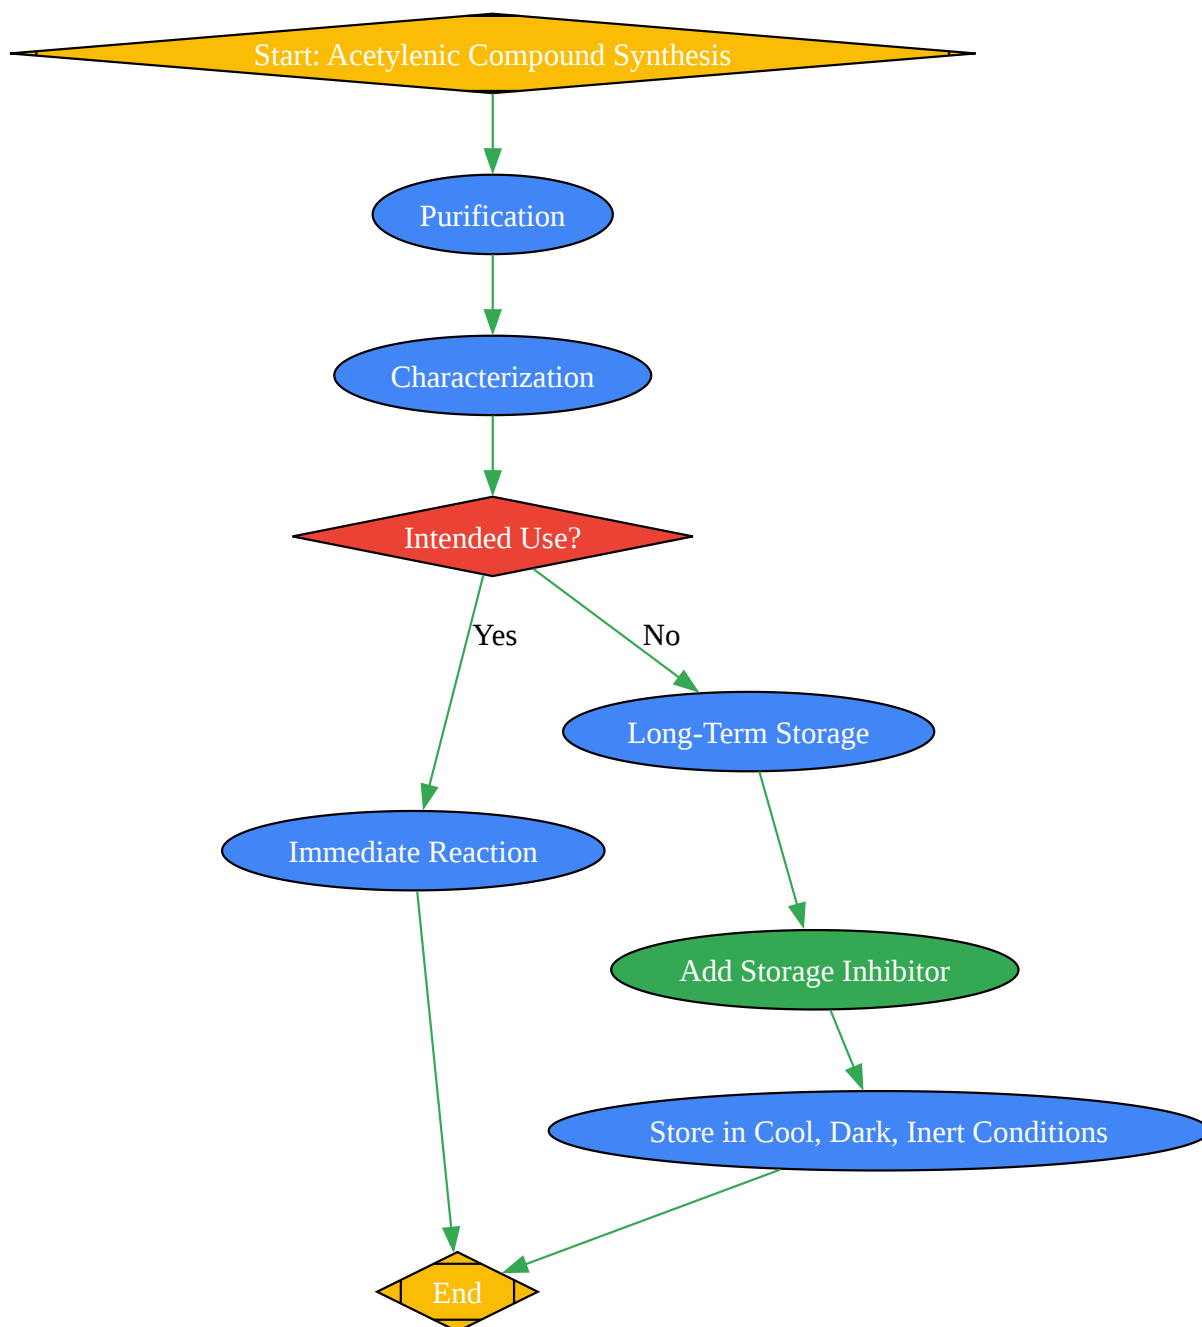 Start: Acetylenic Compound Synthesis
Purification
Characterization
Intended Use?
Yes
No
Long-Term Storage
Immediate Reaction
Add Storage Inhibitor
Store in Cool, Dark, Inert Conditions
End